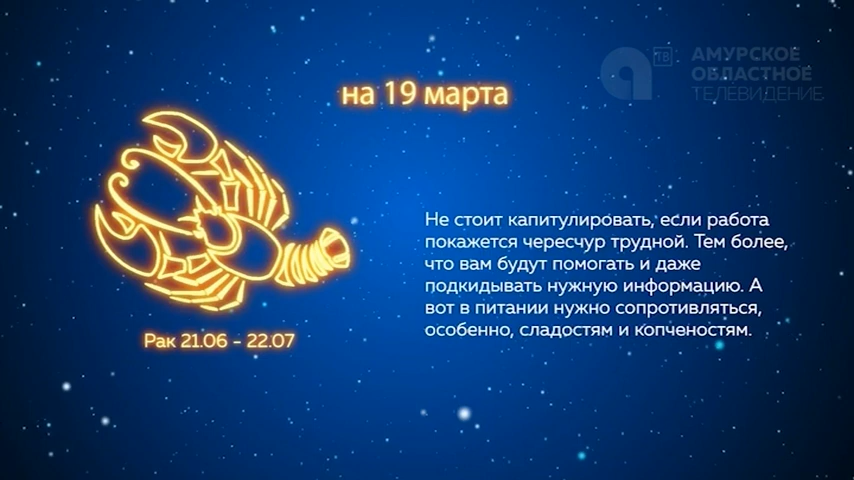 ТВ
АМУРСКОЕ
ОБЛАСТНОЕ
ТЕЛЕВИДЕНИЕ
на 19 марта
Не стоит капитулировать, если работа
покажется чересчур трудной. Тем более,
что вам будут помогать и даже
подкидывать нужную информацию. А
вот в питании нужно сопротивляться,
особенно, сладостям и копченостям.
Рак 21.06 - 22.07